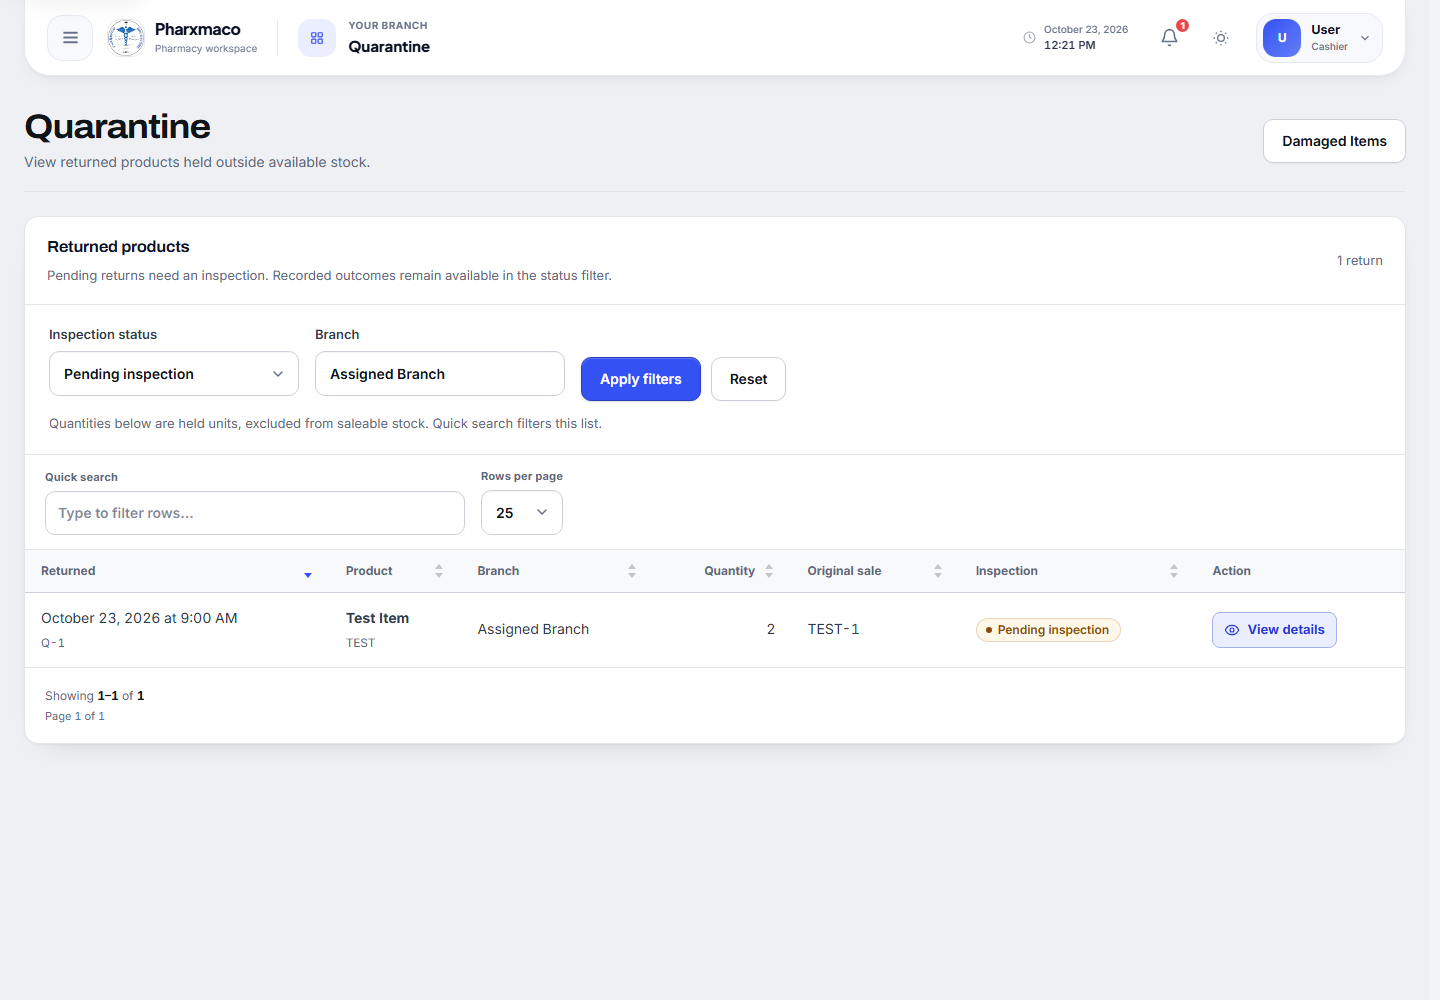 Pharxmaco
Pharmacy workspace
YOUR BRANCH
Quarantine
October 23, 2026
12:21 PM
1
U
User
Cashier
Quarantine
View returned products held outside available stock.
Damaged Items
Returned products
Pending returns need an inspection. Recorded outcomes remain available in the status filter.
1 return
Inspection status
Branch
Pending inspection
Assigned Branch
Apply filters
Reset
Quantities below are held units, excluded from saleable stock. Quick search filters this list.
Quick search
Rows per page
Type to filter rows...
25
Returned Product Branch Quantity Original sale Inspection Action
October 23, 2026 at 9:00 AM
Q-1
Test Item
TEST
Assigned Branch
2
TEST-1
Pending inspection
View details
Showing 1–1 of 1
Page 1 of 1